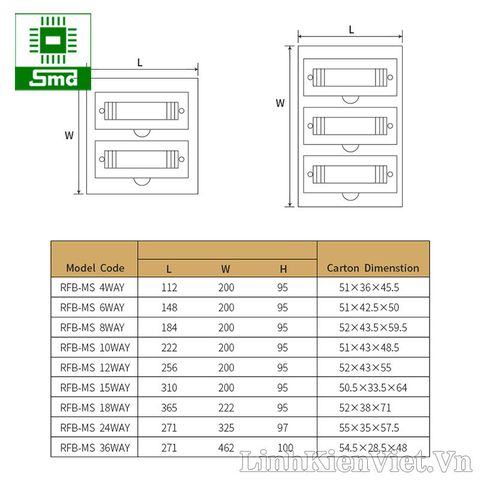 Smd
L
L
W
W
Model Code L W H Carton Dimenstion
RFB-MS 4WAY 112 200 95 51×36×45.5
RFB-MS 6WAY 148 200 95 51×42.5×50
RFB-MS 8WAY 184 200 95 52×43.5×59.5
RFB-MS 10WAY 222 200 95 51×43×48.5
RFB-MS 12WAY 256 200 95 52×43×55
RFB-MS 15WAY 310 200 95 50.5×33.5×64
RFB-MS 18WAY 365 222 95 52×38×71
RFB-MS 24WAY 271 325 97 55×35×57.5
RFB-MS 36WAY 271 462 100 54.5×28.5×48
LinhKienViet.Vn